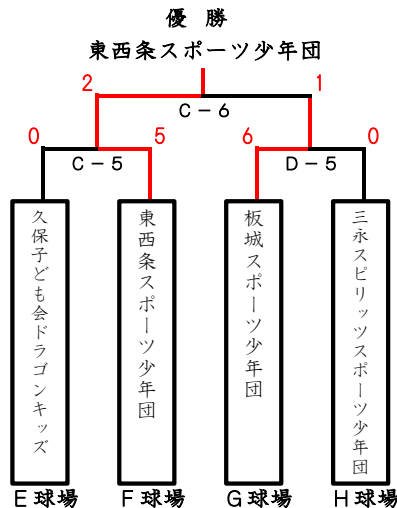 優勝
東西条スポーツ少年団
2
1
C－6
0
5
6
0
C－5
D－5
久保子ども会ドラゴンキッズ
東西条スポーツ少年団
板城スポーツ少年団
三永スピリッツスポーツ少年団
E球場
F球場
G球場
H球場